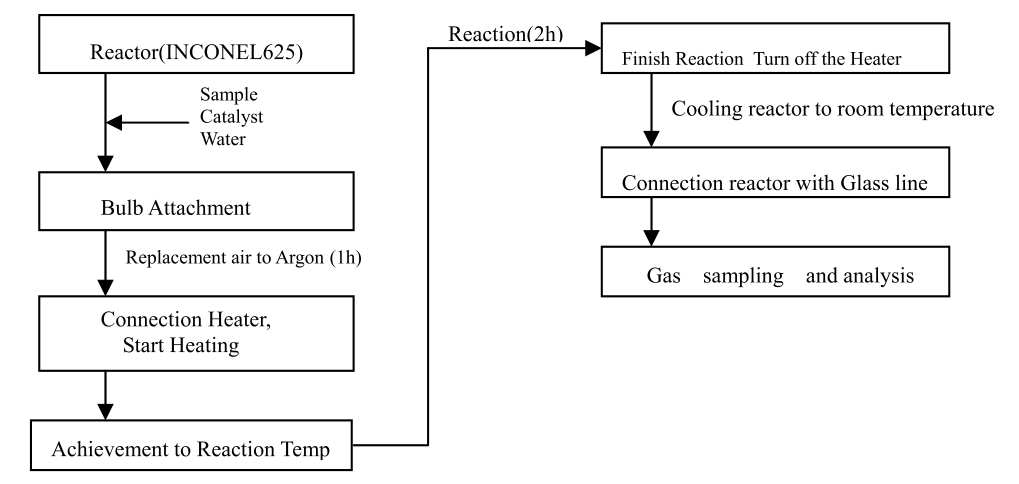 Reactor(INCONEL625)
Sample
Catalyst
Water
Bulb Attachment
Replacement air to Argon (1h)
Connection Heater,
Start Heating
Achievement to Reaction Temp
Reaction(2h)
Finish Reaction Turn off the Heater
Cooling reactor to room temperature
Connection reactor with Glass line
Gas sampling and analysis